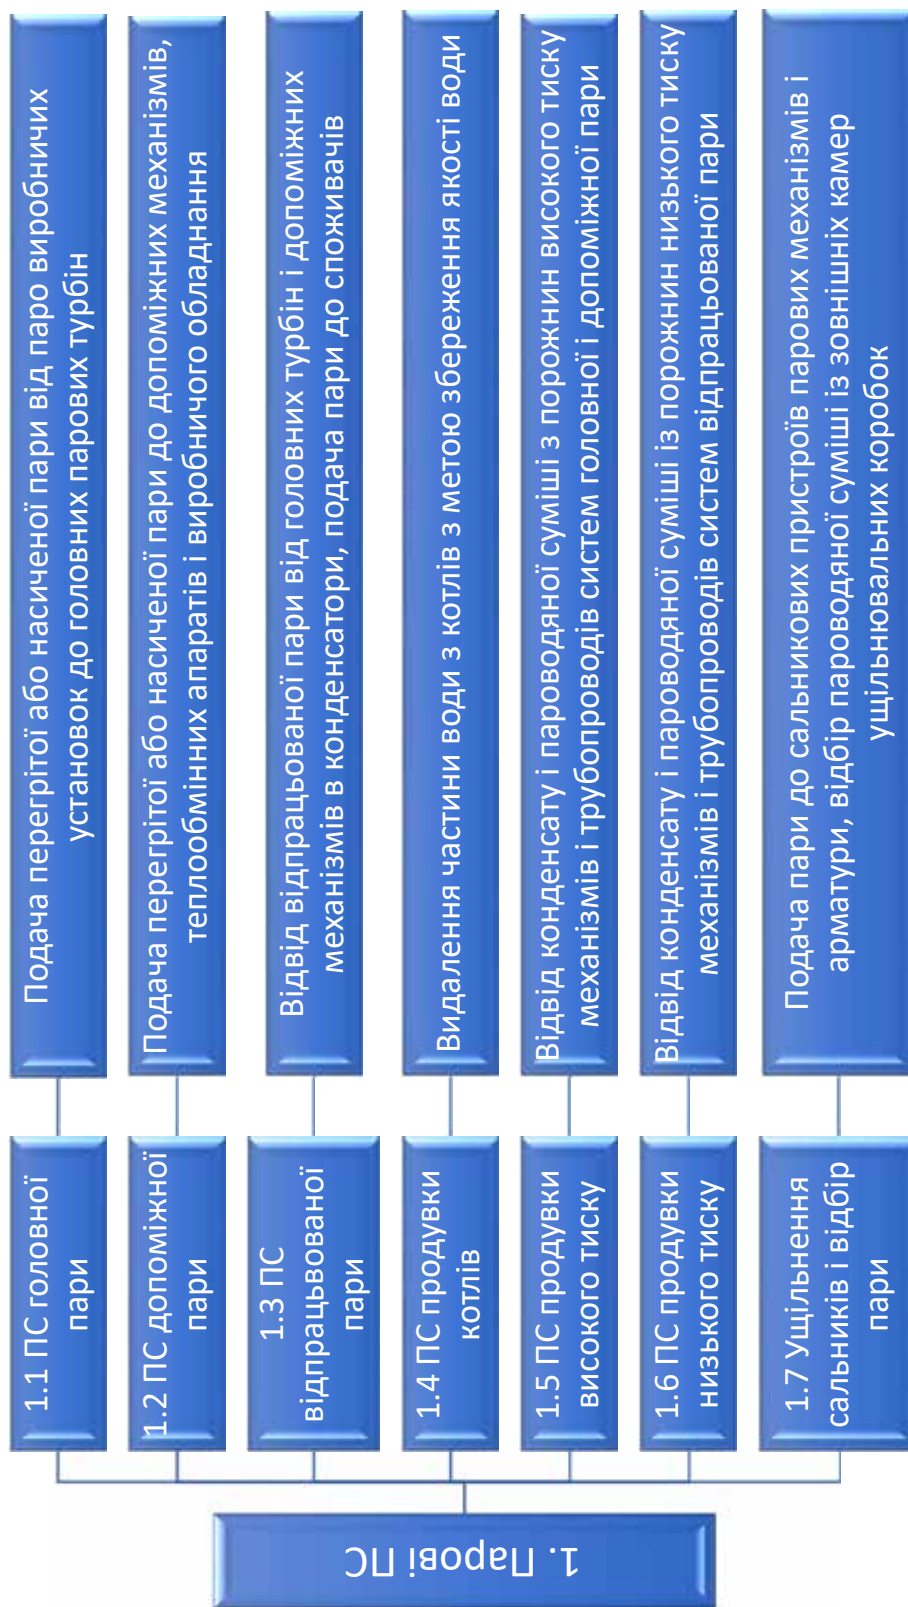 1. Парові ПС
1.1 ПС головної
пари
Подача перегрітої або насиченої пари від паро виробничих
установок до головних парових турбін
1.2 ПС допоміжної
пари
Подача перегрітої або насиченої пари до допоміжних механізмів,
теплообмінних апаратів і виробничого обладнання
1.3 ПС
відпрацьвованої
пари
Відвід відпрацьованої пари від головних турбін і допоміжних
механізмів в конденсатори, подача пари до споживачів
1.4 ПС продувки
котлів
Видалення частини води з котлів з метою збереження якості води
1.5 ПС продувки
високого тиску
Відвід конденсату і пароводяної суміші з порожнин високого тиску
механізмів і трубопроводів систем головної і допоміжної пари
1.6 ПС продувки
низького тиску
Відвід конденсату і пароводяної суміші із порожнин низького тиску
механізмів і трубопроводів систем відпрацьованої пари
1.7 Ущільнення
сальників і відбір
пари
Подача пари до сальникових пристроїв парових механізмів і
арматури, відбір пароводяної суміші із зовнішніх камер
ущільнювальних коробок